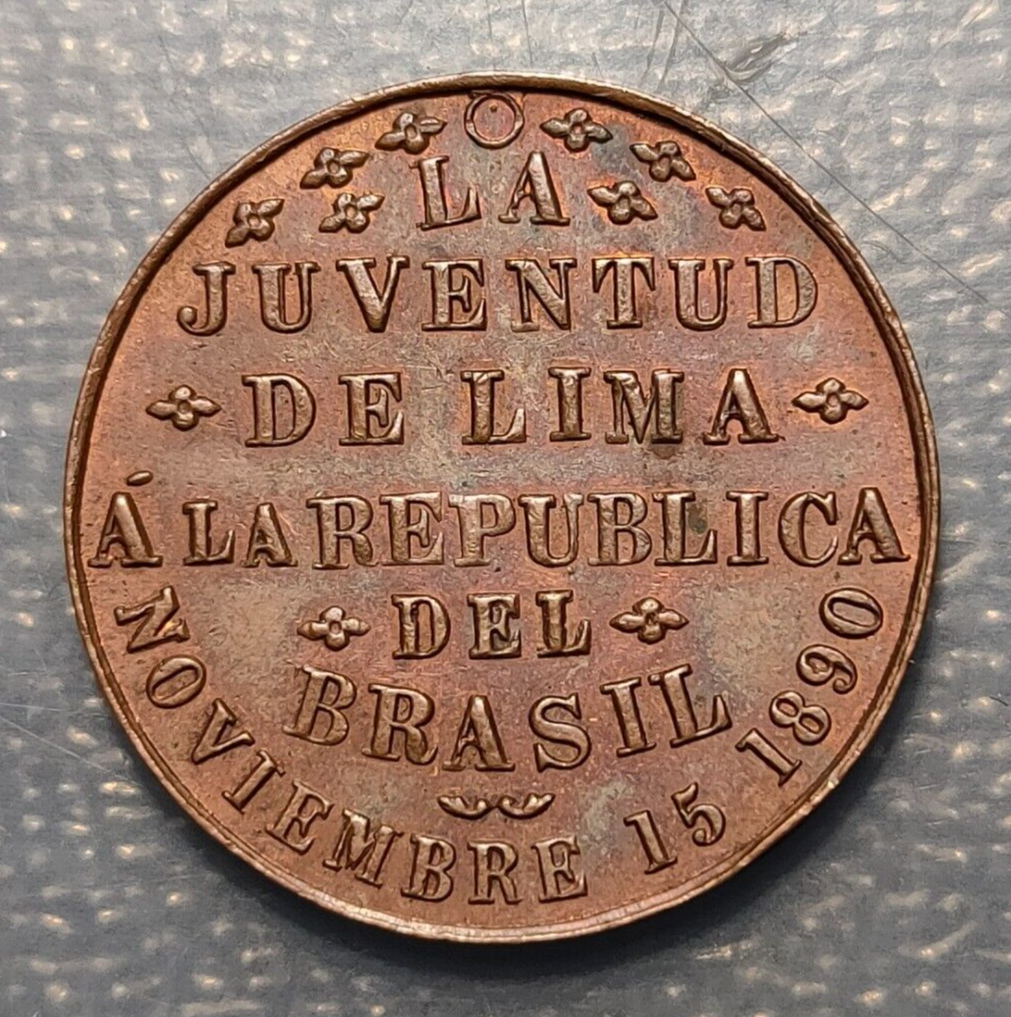 LA
JUVENTUD
DE LIMA
Á LA REPUBLICA
DEL
BRASIL
NOVIEMBRE 15 1890